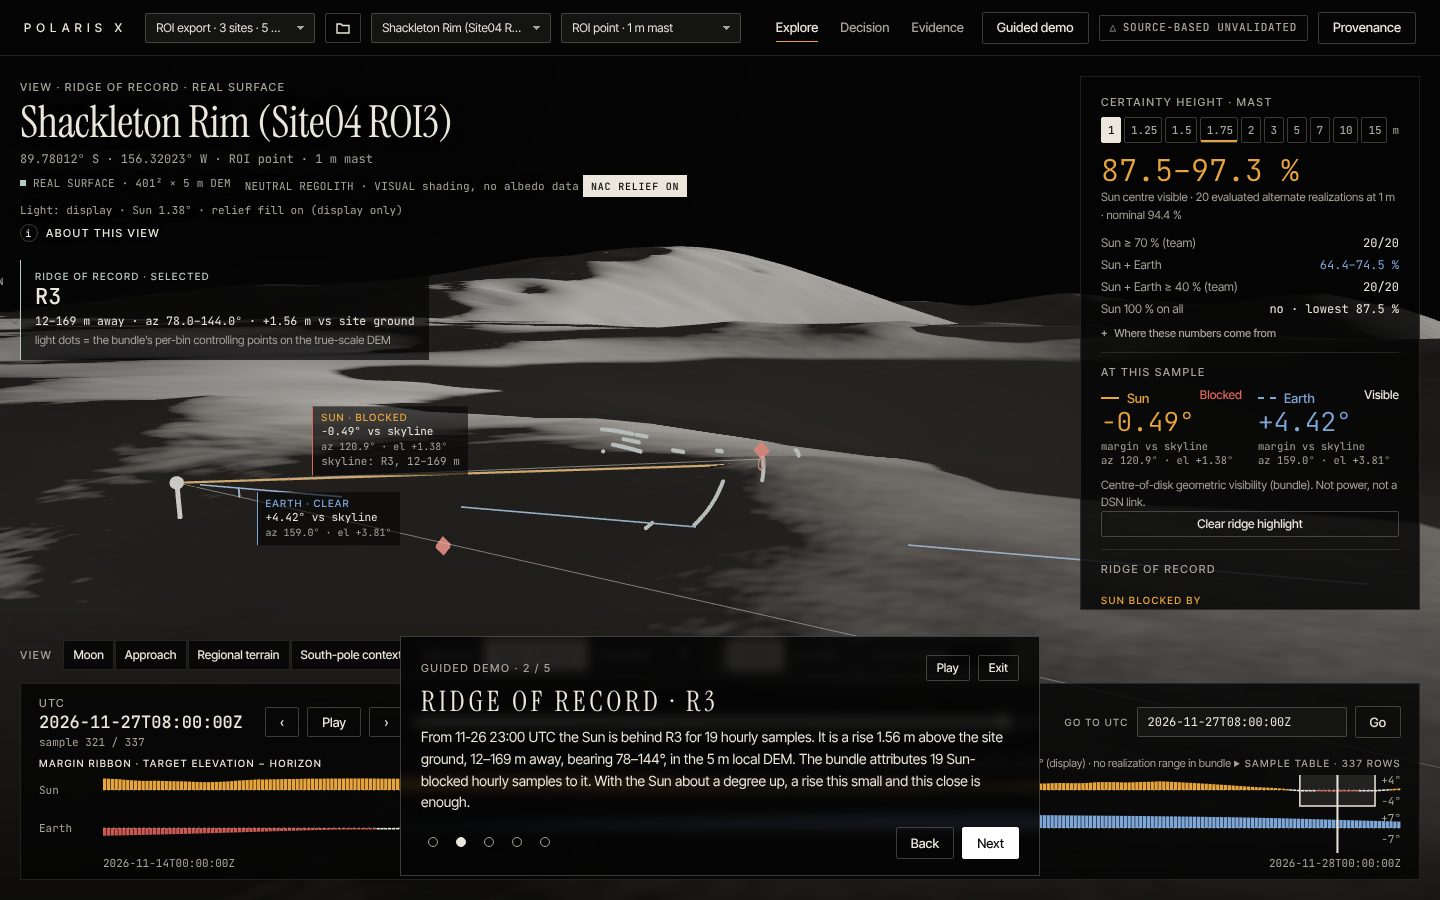 POLARIS X
ROI export · 3 sites · 5 ...
Shackleton Rim (Site04 R...
ROI point · 1 m mast
Explore
Decision
Evidence
Guided demo
△ SOURCE-BASED UNVALIDATED
Provenance
VIEW · RIDGE OF RECORD · REAL SURFACE
Shackleton Rim (Site04 ROI3)
89.78012° S · 156.32023° W · ROI point · 1 m mast
REAL SURFACE · 401² × 5 m DEM
NEUTRAL REGOLITH · VISUAL shading, no albedo data
NAC RELIEF ON
Light: display · Sun 1.38° · relief fill on (display only)
i ABOUT THIS VIEW
RIDGE OF RECORD · SELECTED
R3
12–169 m away · az 78.0–144.0° · +1.56 m vs site ground
light dots = the bundle's per-bin controlling points on the true-scale DEM
SUN · BLOCKED
-0.49° vs skyline
az 120.9° · el +1.38°
skyline: R3, 12–169 m
EARTH · CLEAR
+4.42° vs skyline
az 159.0° · el +3.81°
CERTAINTY HEIGHT · MAST
1 1.25 1.5 1.75 2 3 5 7 10 15 m
87.5–97.3 %
Sun centre visible · 20 evaluated alternate realizations at 1 m
· nominal 94.4 %
Sun ≥ 70 % (team) 20/20
Sun + Earth 64.4–74.5 %
Sun + Earth ≥ 40 % (team) 20/20
Sun 100 % on all no · lowest 87.5 %
+ Where these numbers come from
AT THIS SAMPLE
Sun Blocked
-0.49°
margin vs skyline
az 120.9° · el +1.38°
Earth Visible
+4.42°
margin vs skyline
az 159.0° · el +3.81°
Centre-of-disk geometric visibility (bundle). Not power, not a
DSN link.
Clear ridge highlight
RIDGE OF RECORD
SUN BLOCKED BY
VIEW
Moon
Approach
Regional terrain
South-pole context
UTC
2026-11-27T08:00:00Z
sample 321 / 337
‹
Play
›
GO TO UTC
2026-11-27T08:00:00Z
Go
MARGIN RIBBON · TARGET ELEVATION − HORIZON
° (display) · no realization range in bundle
▶ SAMPLE TABLE · 337 ROWS
Sun
+4°
-4°
Earth
+7°
-7°
2026-11-14T00:00:00Z
2026-11-28T00:00:00Z
GUIDED DEMO · 2 / 5
Play
Exit
RIDGE OF RECORD · R3
From 11-26 23:00 UTC the Sun is behind R3 for 19 hourly samples. It is a rise 1.56 m above the site
ground, 12–169 m away, bearing 78–144°, in the 5 m local DEM. The bundle attributes 19 Sun-
blocked hourly samples to it. With the Sun about a degree up, a rise this small and this close is
enough.
Back
Next